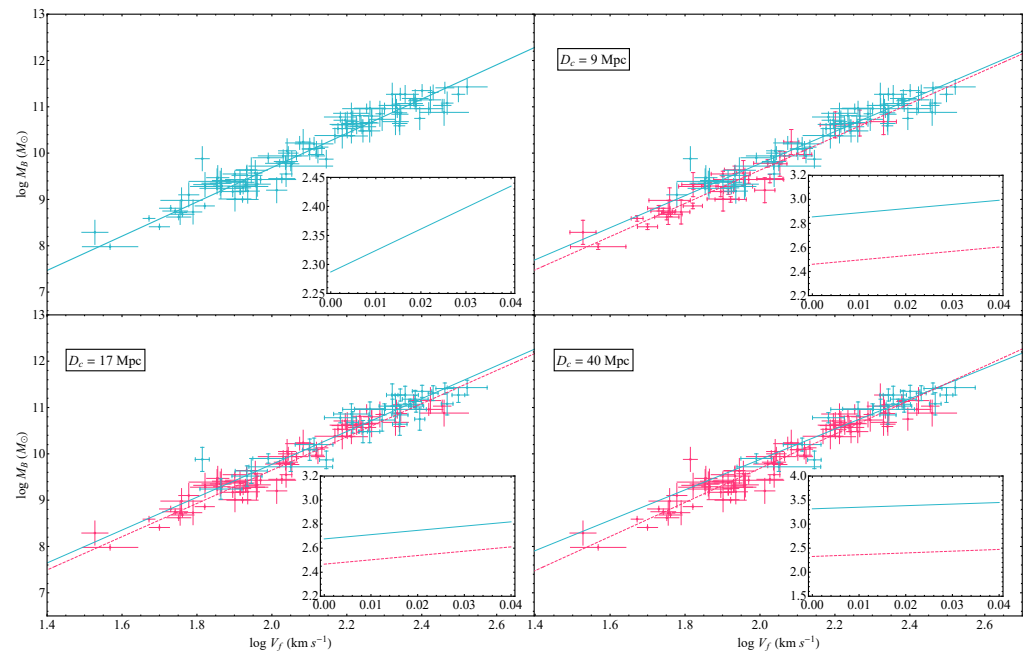 13
12
11
10
9
8
7
log M_B (M_⊙)
2.45
2.40
2.35
2.30
2.25
0.00 0.01 0.02 0.03 0.04
D_c = 9 Mpc
3.2
3.0
2.8
2.6
2.4
2.2
0.00 0.01 0.02 0.03 0.04
13
12
11
10
9
8
7
log M_B (M_⊙)
D_c = 17 Mpc
3.2
3.0
2.8
2.6
2.4
2.2
0.00 0.01 0.02 0.03 0.04
1.4 1.6 1.8 2.0 2.2 2.4 2.6
log V_f (km s⁻¹)
D_c = 40 Mpc
4.0
3.5
3.0
2.5
2.0
1.5
0.00 0.01 0.02 0.03 0.04
1.4 1.6 1.8 2.0 2.2 2.4 2.6
log V_f (km s⁻¹)